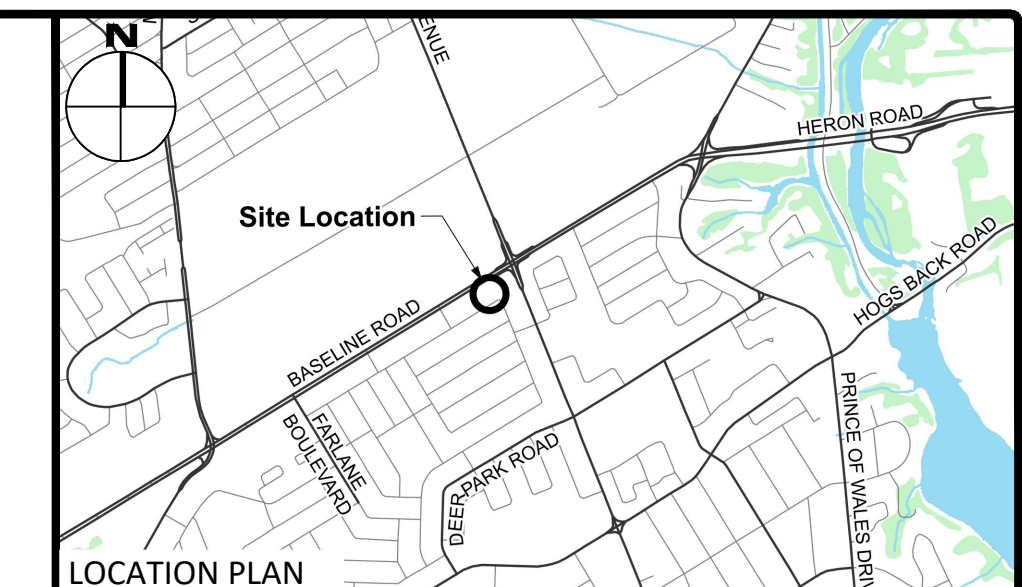 N
ENUE
HERON ROAD
Site Location
HOGS BACK ROAD
BASELINE ROAD
FARLANE
BOULEVARD
PRINCE OF WALES DRIV
DEER PARK ROAD
LOCATION PLAN